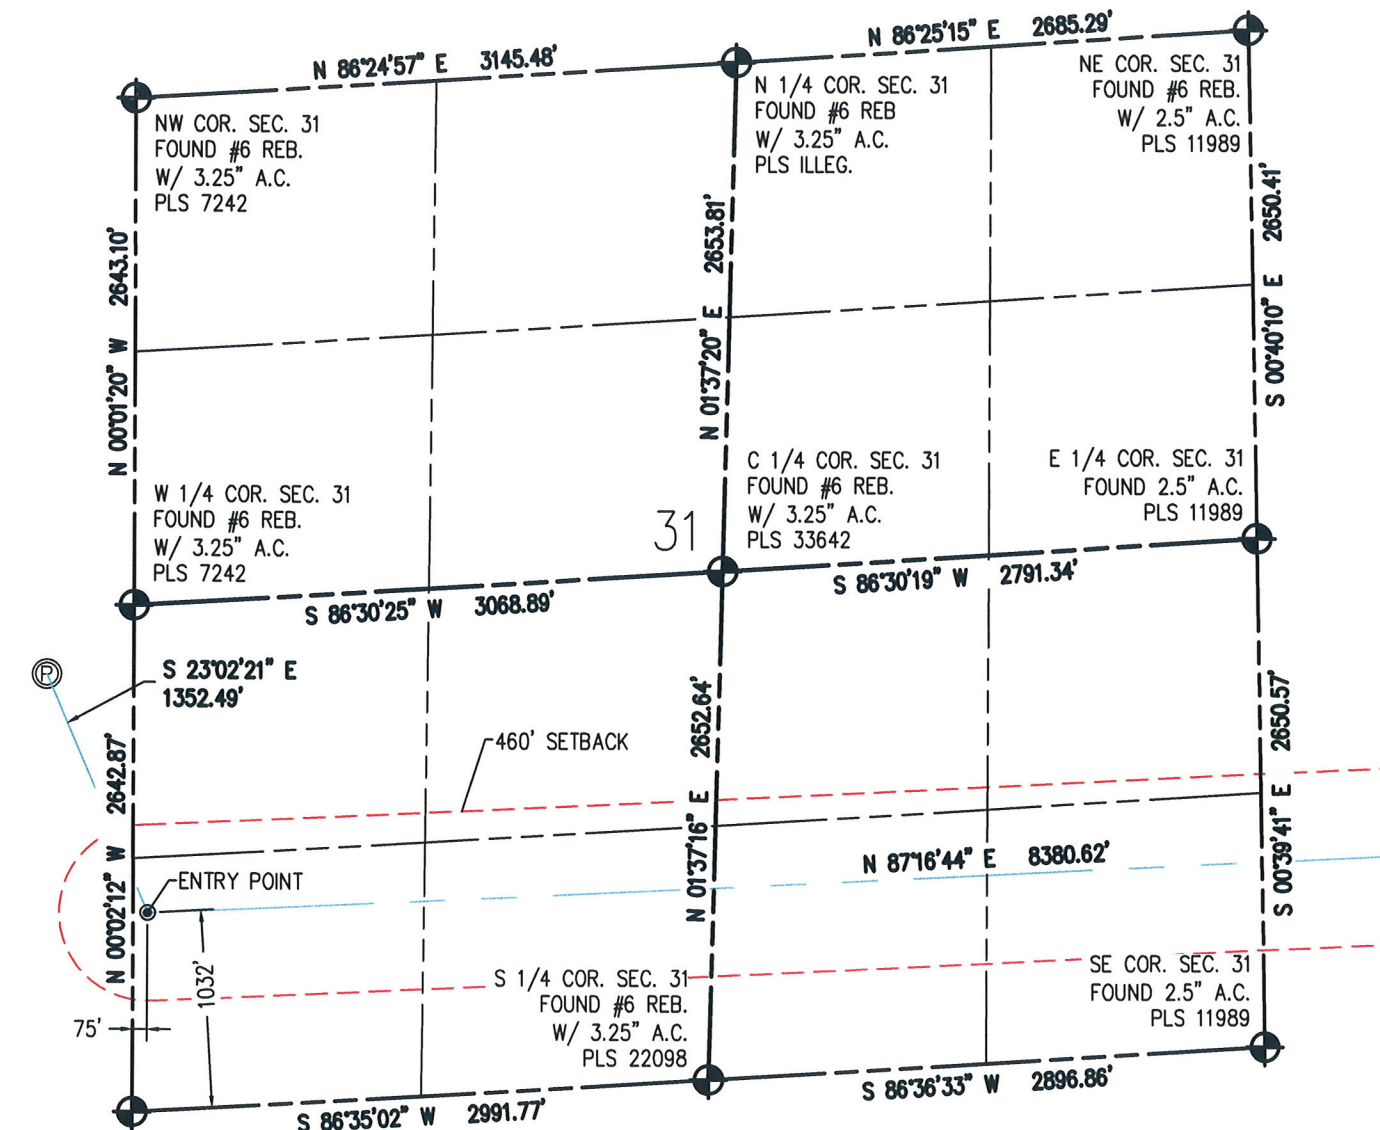 N 86°24'57" E 3145.48'
N 86°25'15" E 2685.29'
NW COR. SEC. 31
FOUND #6 REB.
W/ 3.25" A.C.
PLS 7242
N 1/4 COR. SEC. 31
FOUND #6 REB
W/ 3.25" A.C.
PLS ILLEG.
NE COR. SEC. 31
FOUND #6 REB.
W/ 2.5" A.C.
PLS 11989
N 00°01'20" W 2643.10'
N 01°37'20" E 2653.81'
S 00°40'10" E 2650.41'
W 1/4 COR. SEC. 31
FOUND #6 REB.
W/ 3.25" A.C.
PLS 7242
31
C 1/4 COR. SEC. 31
FOUND #6 REB.
W/ 3.25" A.C.
PLS 33642
E 1/4 COR. SEC. 31
FOUND 2.5" A.C.
PLS 11989
S 86°30'25" W 3068.89'
S 86°30'19" W 2791.34'
P
S 23°02'21" E
1352.49'
460' SETBACK
N 00°02'12" W 2642.87'
N 01°37'16" E 2652.64'
S 00°39'41" E 2650.57'
N 87°16'44" E 8380.62'
ENTRY POINT
1032'
75'
S 1/4 COR. SEC. 31
FOUND #6 REB.
W/ 3.25" A.C.
PLS 22098
SE COR. SEC. 31
FOUND 2.5" A.C.
PLS 11989
S 86°35'02" W 2991.77'
S 86°36'33" W 2896.86'